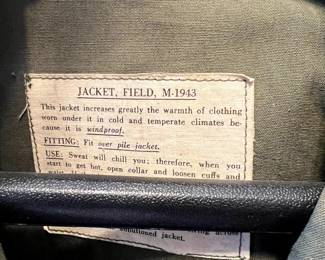 JACKET, FIELD, M-1943
This jacket increases greatly the warmth of clothing
worn under it in cold and temperate climates be-
cause it is windproof.
FITTING: Fit over pile jacket.
USE: Sweat will chill you; therefore, when you
start to get hot, open collar and loosen cuffs and
across
buttoned jacket.